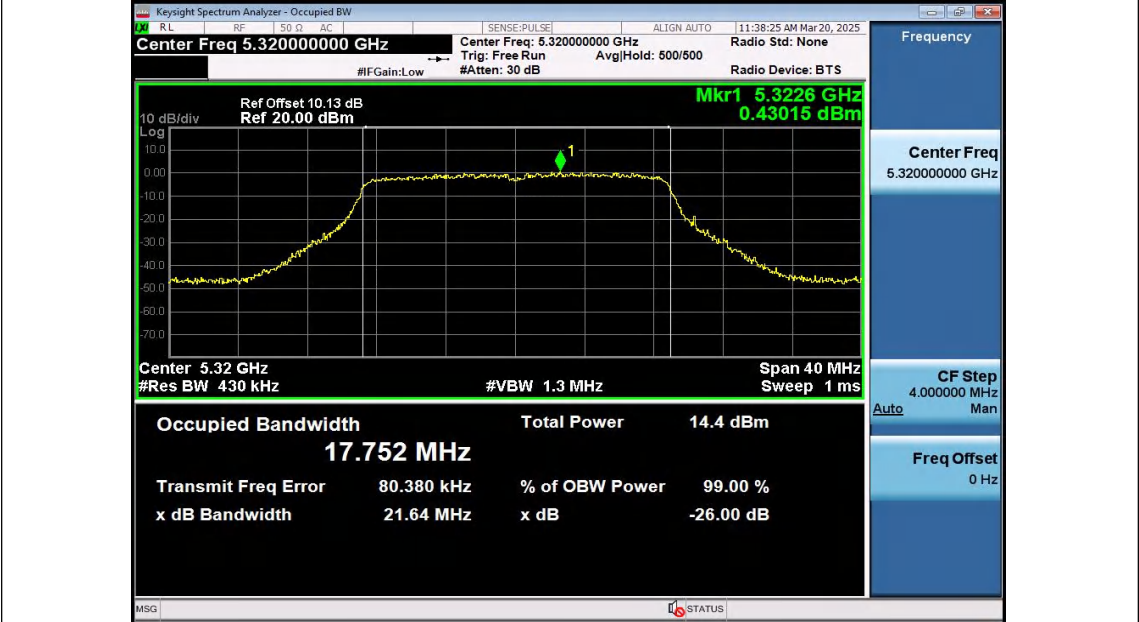 Keysight Spectrum Analyzer - Occupied BW
LXI RL RF 50 Ω AC SENSE:PULSE ALIGN AUTO 11:38:25 AM Mar 20, 2025
Center Freq 5.320000000 GHz
Center Freq: 5.320000000 GHz
Radio Std: None
Trig: Free Run Avg|Hold: 500/500
#IFGain:Low
#Atten: 30 dB
Radio Device: BTS
Mkr1 5.3226 GHz
0.43015 dBm
Ref Offset 10.13 dB
10 dB/div Ref 20.00 dBm
Log
10.0
0.00
-10.0
-20.0
-30.0
-40.0
-50.0
-60.0
-70.0
1
Center 5.32 GHz Span 40 MHz
#Res BW 430 kHz #VBW 1.3 MHz Sweep 1 ms
Occupied Bandwidth Total Power 14.4 dBm
17.752 MHz
Transmit Freq Error 80.380 kHz % of OBW Power 99.00 %
x dB Bandwidth 21.64 MHz x dB -26.00 dB
MSG STATUS
Frequency
Center Freq
5.320000000 GHz
CF Step
4.000000 MHz
Auto Man
Freq Offset
0 Hz